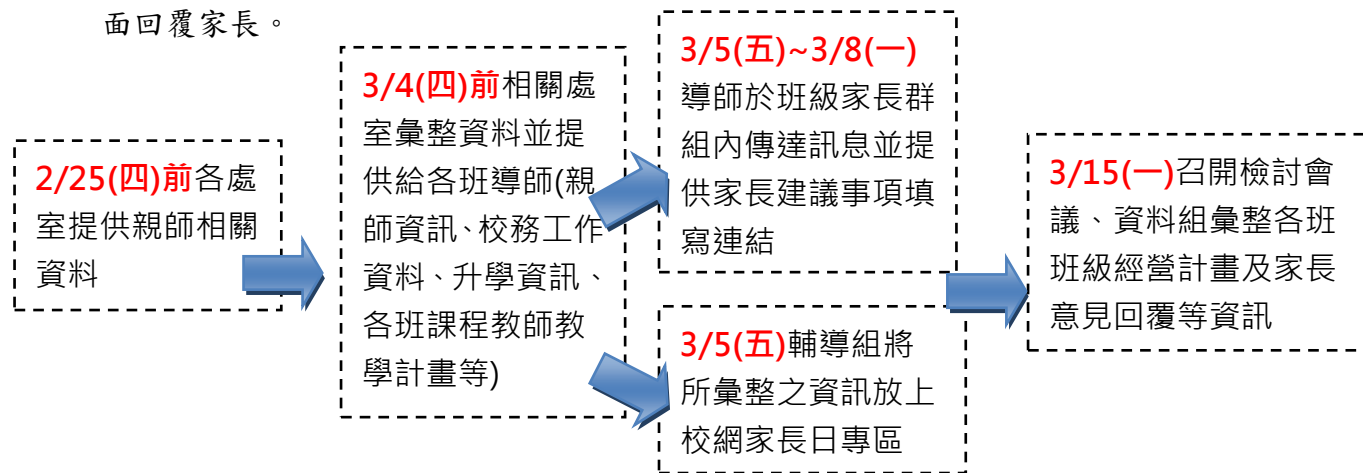 面回覆家長。
2/25(四)前各處
室提供親師相關
資料
3/4(四)前相關處
室彙整資料並提
供給各班導師(親
師資訊、校務工作
資料、升學資訊、
各班課程教師教
學計畫等)
3/5(五)~3/8(一)
導師於班級家長群
組內傳達訊息並提
供家長建議事項填
寫連結
3/5(五)輔導組將
所彙整之資訊放上
校網家長日專區
3/15(一)召開檢討會
議、資料組彙整各班
班級經營計畫及家長
意見回覆等資訊